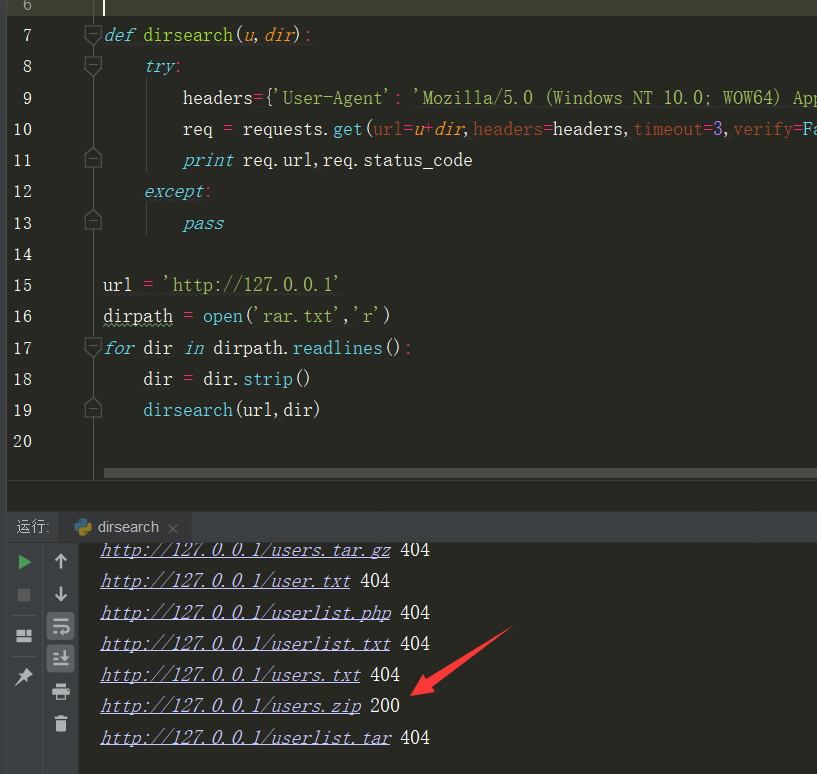 6
7 def dirsearch(u,dir):
8 try:
9 headers={'User-Agent': 'Mozilla/5.0 (Windows NT 10.0; WOW64)
10 req = requests.get(url=u+dir,headers=headers,timeout=3,verify=
11 print req.url,req.status_code
12 except:
13 pass
14
15 url = 'http://127.0.0.1'
16 dirpath = open('rar.txt','r')
17 for dir in dirpath.readlines():
18 dir = dir.strip()
19 dirsearch(url,dir)
20
运行: dirsearch
http://127.0.0.1/users.tar.gz 404
http://127.0.0.1/user.txt 404
http://127.0.0.1/userlist.php 404
http://127.0.0.1/userlist.txt 404
http://127.0.0.1/users.txt 404
http://127.0.0.1/users.zip 200
http://127.0.0.1/userlist.tar 404